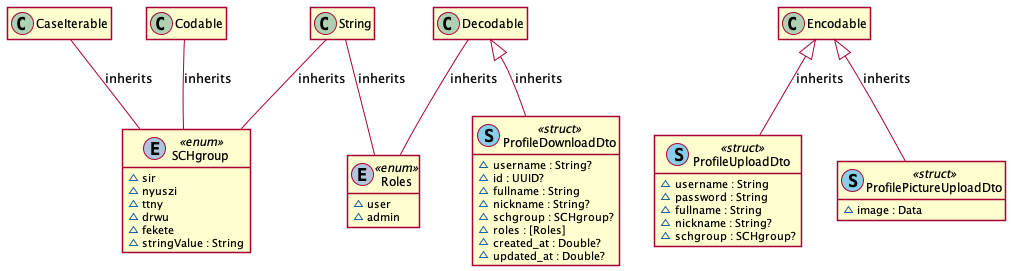 C CaseIterable
C Codable
C String
C Decodable
C Encodable
inherits
inherits
inherits
inherits
inherits
inherits
inherits
inherits
E «enum»
SCHgroup
sir
nyuszi
ttny
drwu
fekete
stringValue : String
E «enum»
Roles
user
admin
S «struct»
ProfileDownloadDto
username : String?
id : UUID?
fullname : String
nickname : String?
schgroup : SCHgroup?
roles : [Roles]
created_at : Double?
updated_at : Double?
S «struct»
ProfileUploadDto
username : String
password : String
fullname : String
nickname : String?
schgroup : SCHgroup?
S «struct»
ProfilePictureUploadDto
image : Data